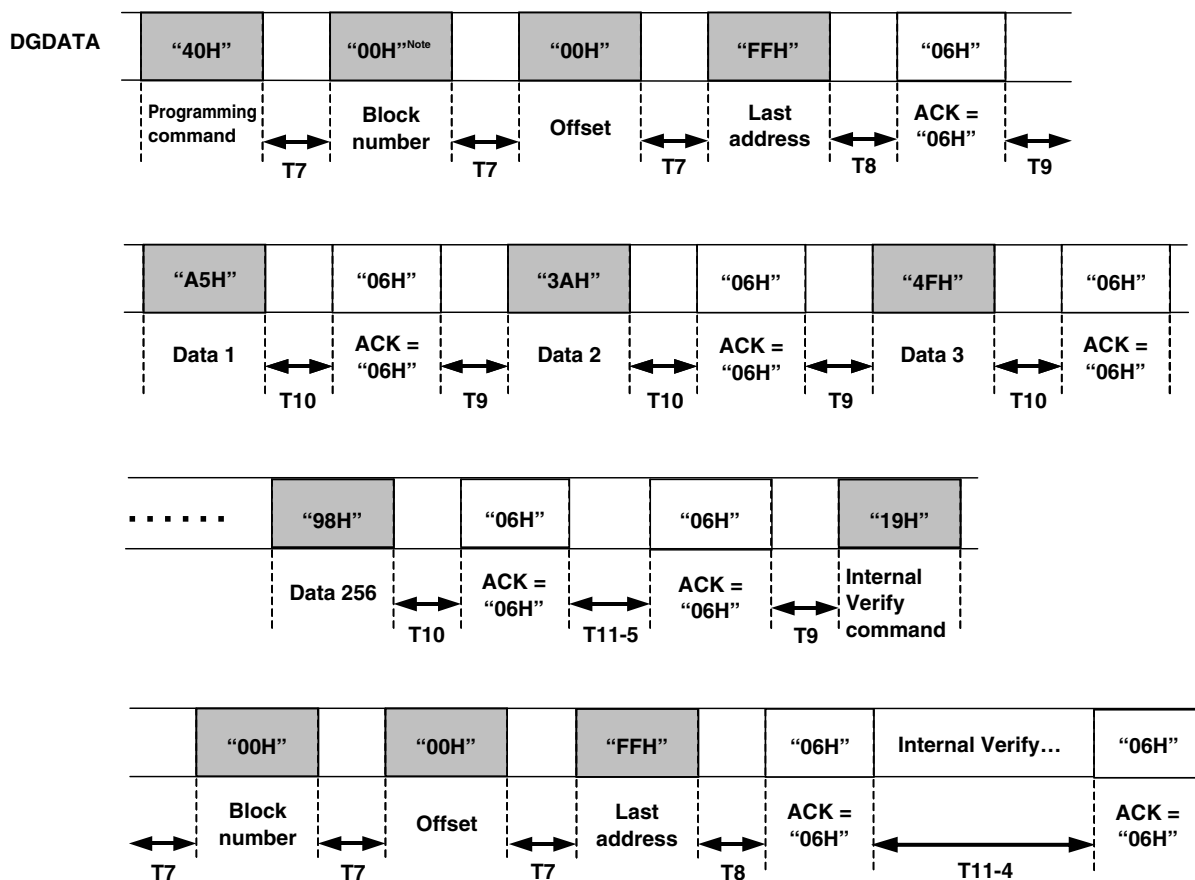 DGDATA
“40H” “00H”Note “00H” “FFH” “06H”
Programming command
Block number
Offset
Last address
ACK = “06H”
T7 T7 T7 T8 T9
“A5H” “06H” “3AH” “06H” “4FH” “06H”
Data 1
ACK = “06H”
Data 2
ACK = “06H”
Data 3
ACK = “06H”
T10 T9 T10 T9 T10
...... “98H” “06H” “06H” “19H”
Data 256
ACK = “06H”
ACK = “06H”
Internal Verify command
T10 T11-5 T9
“00H” “00H” “FFH” “06H” Internal Verify… “06H”
Block number
Offset
Last address
ACK = “06H”
ACK = “06H”
T7 T7 T7 T8 T11-4